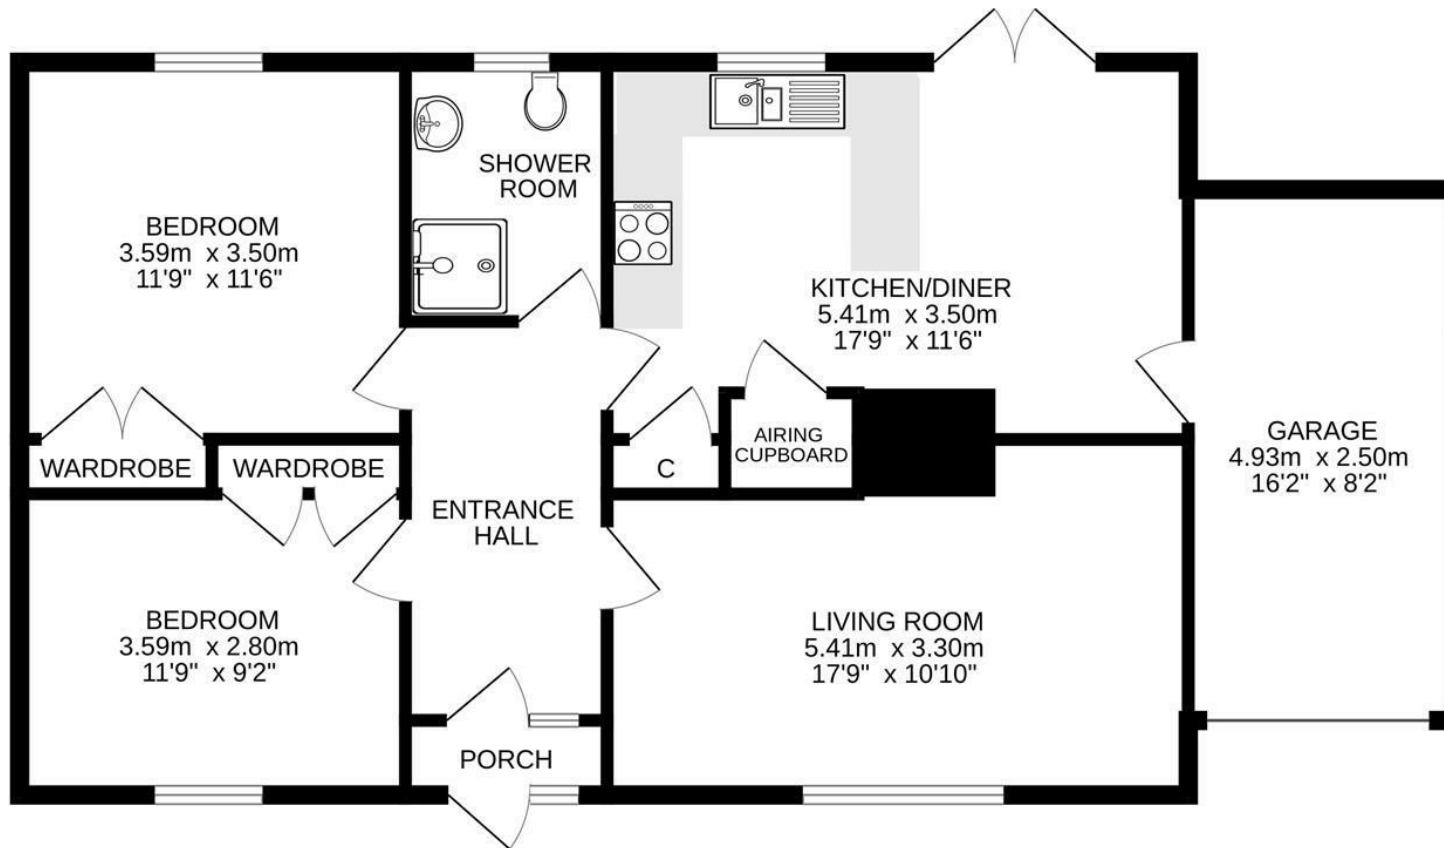 SHOWER
ROOM
BEDROOM
3.59m x 3.50m
11'9" x 11'6"
KITCHEN/DINER
5.41m x 3.50m
17'9" x 11'6"
WARDROBE
WARDROBE
C
AIRING
CUPBOARD
GARAGE
4.93m x 2.50m
16'2" x 8'2"
ENTRANCE
HALL
BEDROOM
3.59m x 2.80m
11'9" x 9'2"
LIVING ROOM
5.41m x 3.30m
17'9" x 10'10"
PORCH